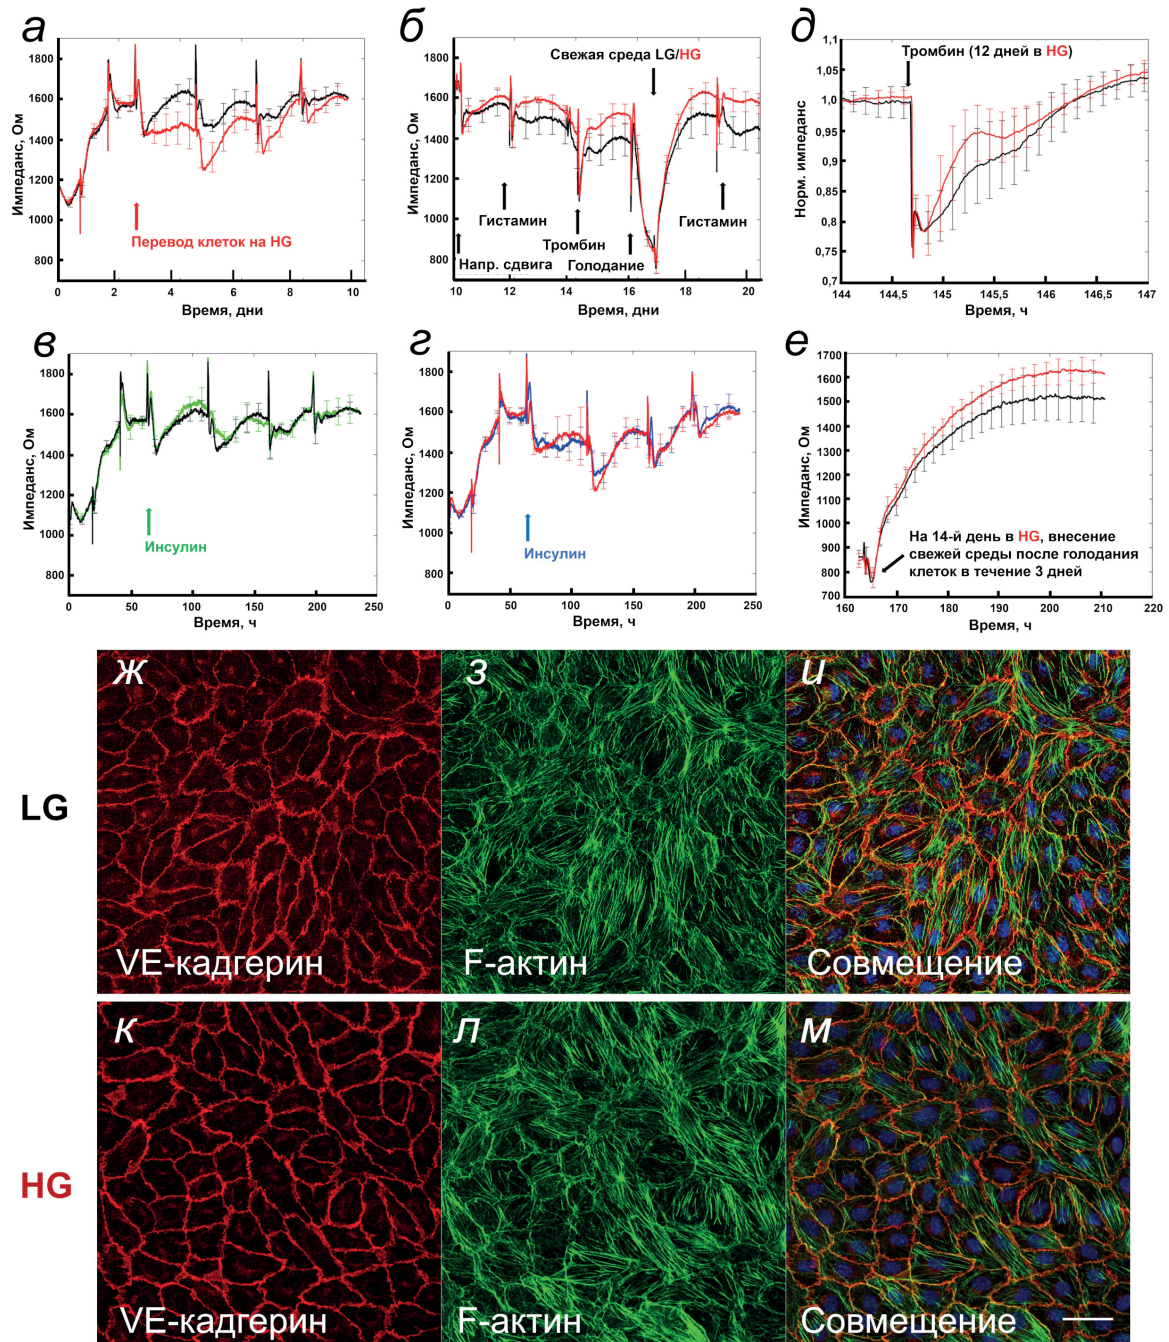 а
1800
1600
1400
1200
1000
800
Импеданс, Ом
Перевод клеток на HG
0 2 4 6 8 10
Время, дни
б
1800
1600
1400
1200
1000
800
Импеданс, Ом
Свежая среда LG/HG
Гистамин
Гистамин
Тромбин
Напр. сдвига
Голодание
10 12 14 16 18 20
Время, дни
д
1,1
1,05
1,0
0,95
0,9
0,85
0,8
0,75
0,7
Норм. импеданс
Тромбин (12 дней в HG)
144 144,5 145 145,5 146 146,5 147
Время, ч
в
1800
1600
1400
1200
1000
800
Импеданс, Ом
Инсулин
0 50 100 150 200 250
Время, ч
г
1800
1600
1400
1200
1000
800
Импеданс, Ом
Инсулин
0 50 100 150 200 250
Время, ч
е
1700
1600
1500
1400
1300
1200
1100
1000
900
800
700
Импеданс, Ом
На 14-й день в HG, внесение
свежей среды после голодания
клеток в течение 3 дней
160 170 180 190 200 210 220
Время, ч
LG
ж
VE-кадгерин
з
F-актин
и
Совмещение
HG
к
VE-кадгерин
л
F-актин
м
Совмещение